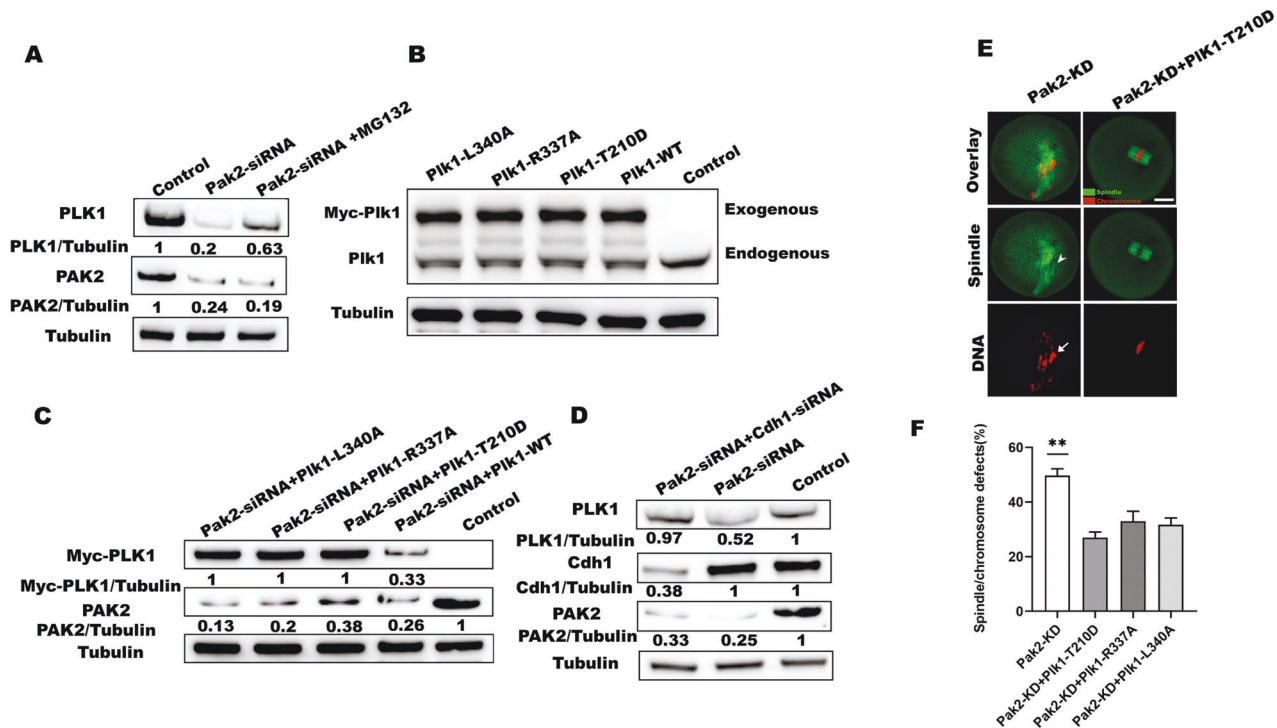 A
Control
Pak2-siRNA
Pak2-siRNA +MG132
PLK1
PLK1/Tubulin 1 0.2 0.63
PAK2
PAK2/Tubulin 1 0.24 0.19
Tubulin
B
Plk1-L340A
Plk1-R337A
Plk1-T210D
Plk1-WT
Control
Myc-Plk1 Exogenous
Plk1 Endogenous
Tubulin
C
Pak2-siRNA+Plk1-L340A
Pak2-siRNA+Plk1-R337A
Pak2-siRNA+Plk1-T210D
Pak2-siRNA+Plk1-WT
Control
Myc-PLK1
Myc-PLK1/Tubulin 1 1 1 0.33
PAK2
PAK2/Tubulin 0.13 0.2 0.38 0.26 1
Tubulin
D
Pak2-siRNA+Cdh1-siRNA
Pak2-siRNA
Control
PLK1
PLK1/Tubulin 0.97 0.52 1
Cdh1
Cdh1/Tubulin 0.38 1 1
PAK2
PAK2/Tubulin 0.33 0.25 1
Tubulin
E
Pak2-KD
Pak2-KD+PlK1-T210D
Overlay
Spindle
Chromosome
Spindle
DNA
F
Spindle/chromosome defects(%)
60
40
20
0
**
Pak2-KD
Pak2-KD+Plk1-T210D
Pak2-KD+Plk1-R337A
Pak2-KD+Plk1-L340A